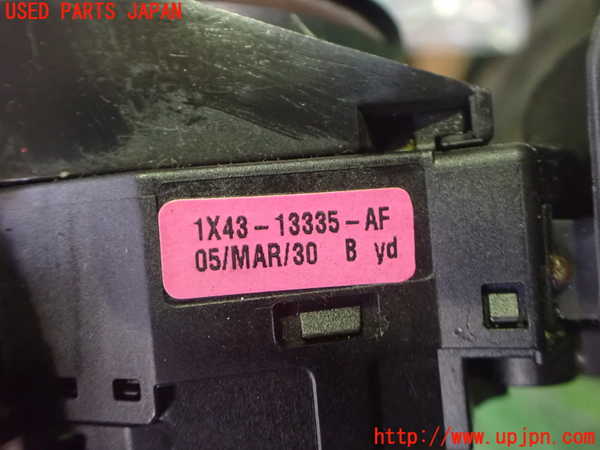 USED PARTS JAPAN
1X43-13335-AF
05/MAR/30 B yd
http://www.upjpn.com/